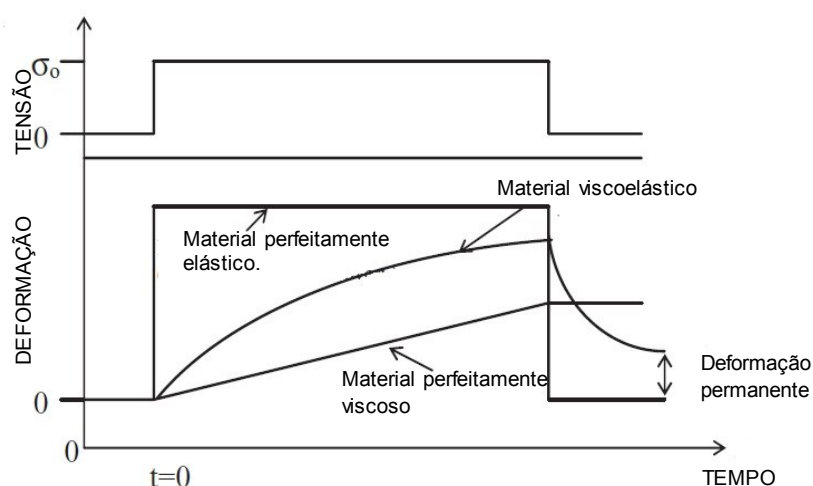 σ₀
TENSÃO
0
Material viscoelástico
Material perfeitamente
elástico.
DEFORMAÇÃO
Material perfeitamente
viscoso
Deformação
permanente
0
0
t=0
TEMPO